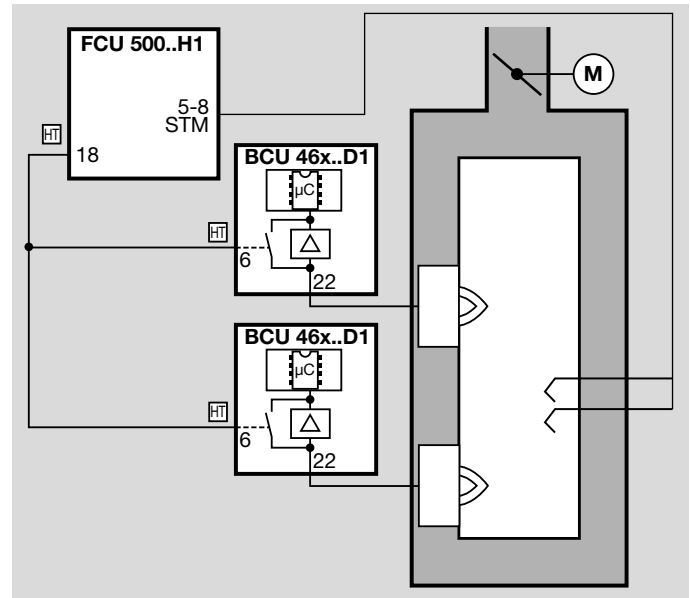 FCU 500..H1
5-8
STM
HT
18
M
BCU 46x..D1
µC
HT
6
22
BCU 46x..D1
µC
HT
6
22